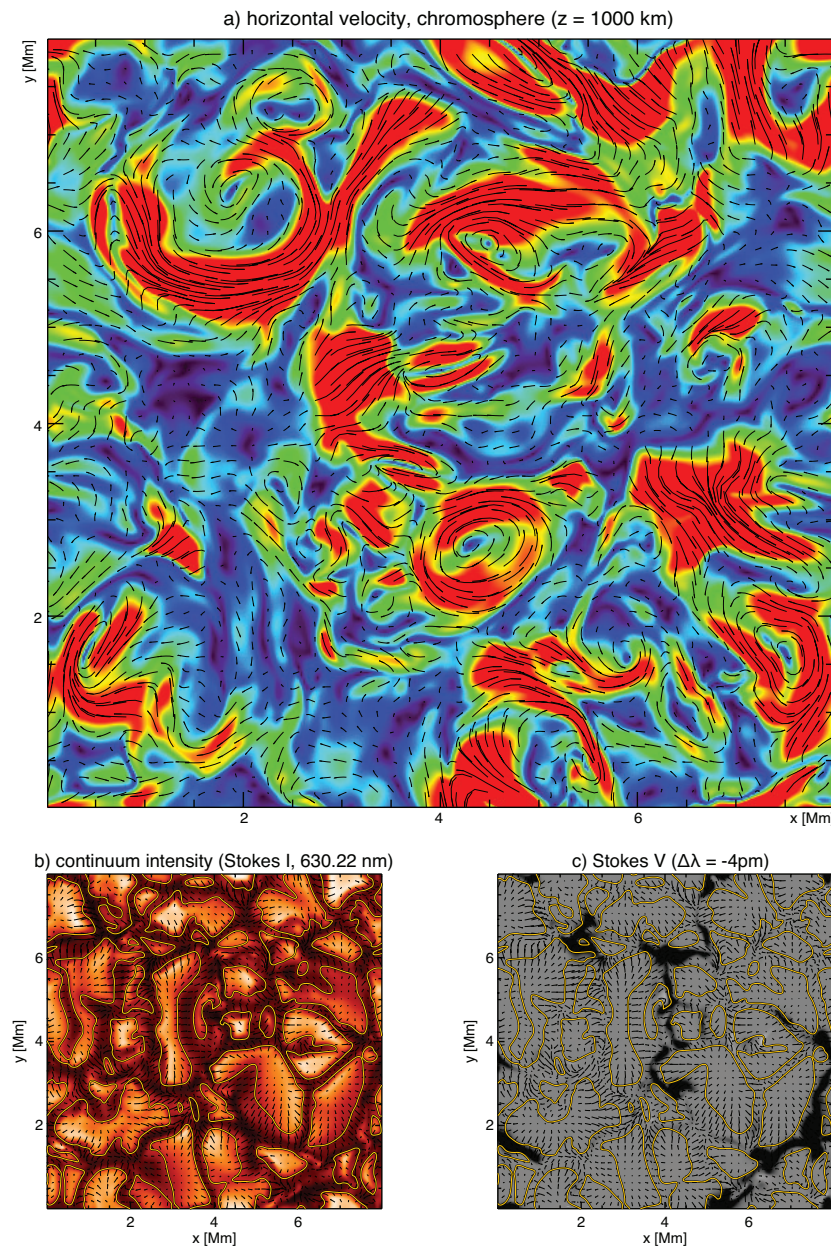 a) horizontal velocity, chromosphere (z = 1000 km)
y [Mm]
6
4
2
2
4
6
x [Mm]
b) continuum intensity (Stokes I, 630.22 nm)
y [Mm]
6
4
2
2
4
6
x [Mm]
c) Stokes V (Δλ = -4pm)
y [Mm]
6
4
2
2
4
6
x [Mm]